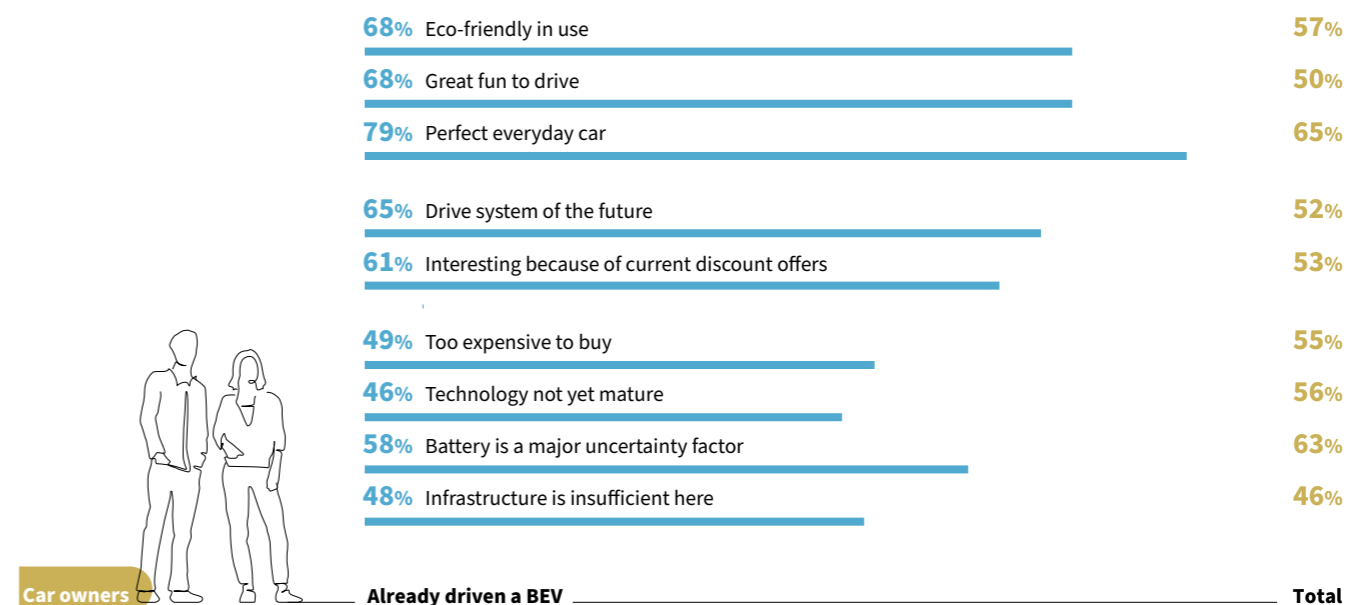 68% Eco-friendly in use 57%
68% Great fun to drive 50%
79% Perfect everyday car 65%
65% Drive system of the future 52%
61% Interesting because of current discount offers 53%
49% Too expensive to buy 55%
46% Technology not yet mature 56%
58% Battery is a major uncertainty factor 63%
48% Infrastructure is insufficient here 46%
Car owners Already driven a BEV Total